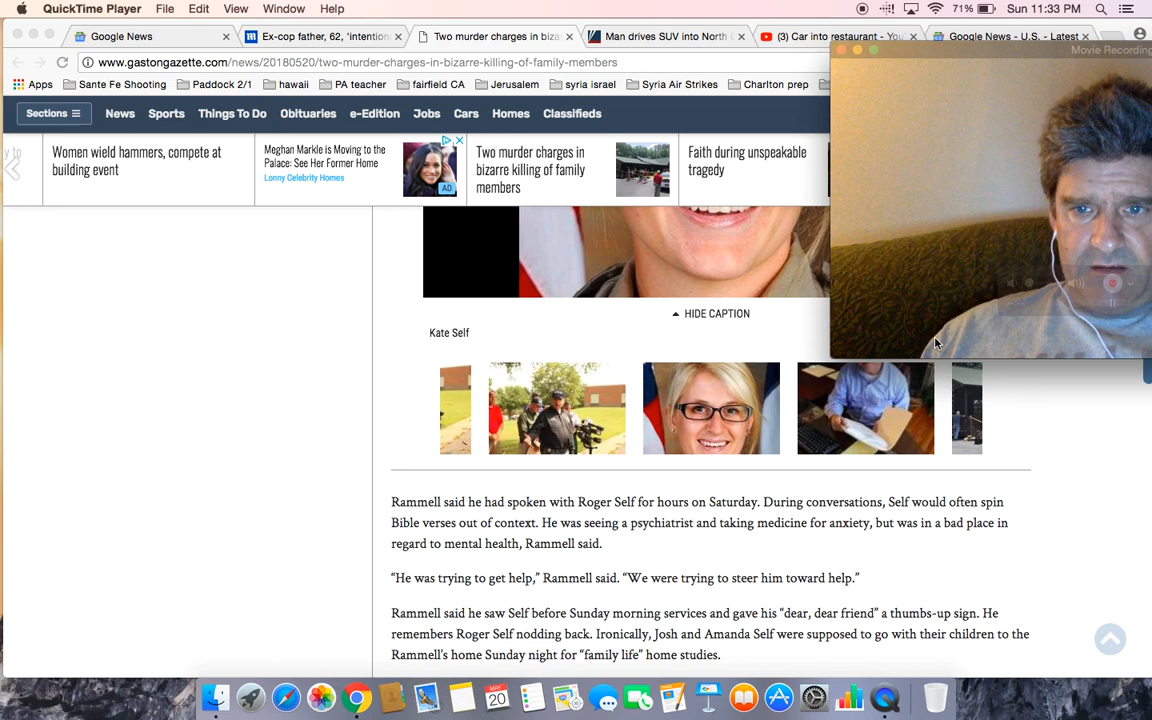 QuickTime Player File Edit View Window Help 71% Sun 11:33 PM
Google News Ex-cop father, 62, 'intention Two murder charges in biza Man drives SUV into North C (3) Car into restaurant - You Google News - U.S. - Latest
www.gastongazette.com/news/20180520/two-murder-charges-in-bizarre-killing-of-family-members
Movie Recording
Apps Sante Fe Shooting Paddock 2/1 hawaii PA teacher fairfield CA Jerusalem syria israel Syria Air Strikes Charlton prep
Sections News Sports Things To Do Obituaries e-Edition Jobs Cars Homes Classifieds
y to
Women wield hammers, compete at
building event
Meghan Markle is Moving to the
Palace: See Her Former Home
Lonny Celebrity Homes
AD
Two murder charges in
bizarre killing of family
members
Faith during unspeakable
tragedy
HIDE CAPTION
Kate Self
Rammell said he had spoken with Roger Self for hours on Saturday. During conversations, Self would often spin
Bible verses out of context. He was seeing a psychiatrist and taking medicine for anxiety, but was in a bad place in
regard to mental health, Rammell said.
“He was trying to get help,” Rammell said. “We were trying to steer him toward help.”
Rammell said he saw Self before Sunday morning services and gave his “dear, dear friend” a thumbs-up sign. He
remembers Roger Self nodding back. Ironically, Josh and Amanda Self were supposed to go with their children to the
Rammell’s home Sunday night for “family life” home studies.
MAY
20